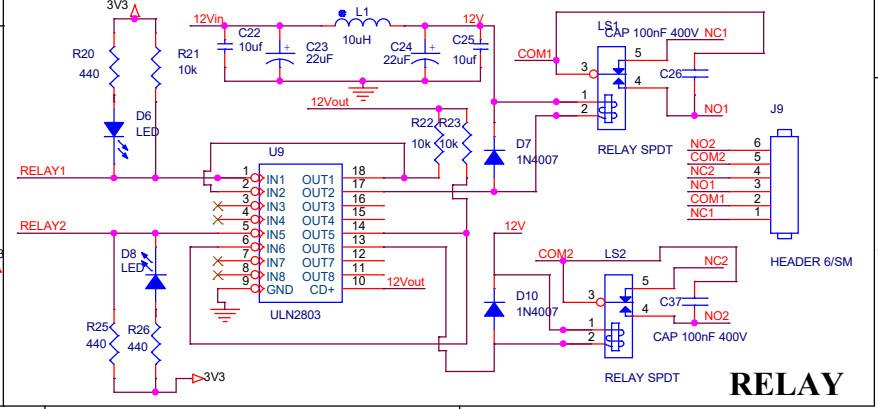 3V3
12Vin
L1
12V
LS1
CAP 100nF 400V
NC1
R20
440
R21
10k
C22
10uf
C23
22uF
10uH
C24
22uF
C25
10uf
COM1
5
3
4
C26
1
2
NO1
12Vout
D6
LED
R22
10k
R23
10k
D7
1N4007
RELAY SPDT
J9
NO2
6
COM2
5
NC2
4
NO1
3
COM1
2
NC1
1
HEADER 6/SM
U9
RELAY1
1
IN1
OUT1
18
2
IN2
OUT2
17
3
IN3
OUT3
16
4
IN4
OUT4
15
RELAY2
5
IN5
OUT5
14
6
IN6
OUT6
13
7
IN7
OUT7
12
8
IN8
OUT8
11
9
GND
CD+
10
12Vout
ULN2803
D8
LED
R25
440
R26
440
3V3
12V
COM2
LS2
NC2
5
3
4
C37
1
2
NO2
D10
1N4007
CAP 100nF 400V
RELAY SPDT
RELAY